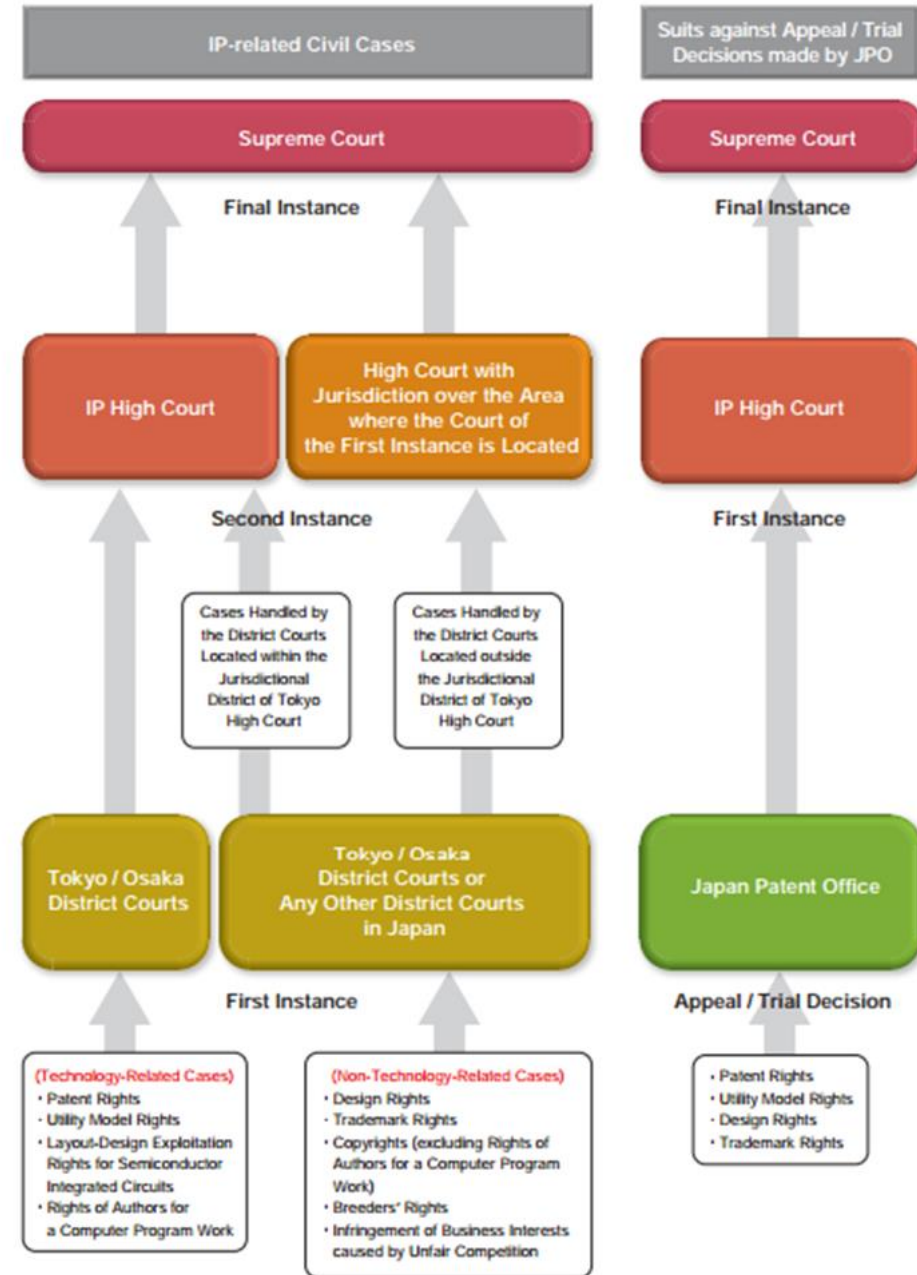 IP-related Civil Cases
Suits against Appeal / Trial
Decisions made by JPO
Supreme Court
Supreme Court
Final Instance
Final Instance
IP High Court
High Court with
Jurisdiction over the Area
where the Court of
the First Instance is Located
IP High Court
Second Instance
First Instance
Cases Handled by
the District Courts
Located within the
Jurisdictional
District of Tokyo
High Court
Cases Handled by
the District Courts
Located outside
the Jurisdictional
District of Tokyo
High Court
Tokyo / Osaka
District Courts
Tokyo / Osaka
District Courts or
Any Other District Courts
in Japan
Japan Patent Office
First Instance
Appeal / Trial Decision
(Technology-Related Cases)
・Patent Rights
・Utility Model Rights
・Layout-Design Exploitation
Rights for Semiconductor
Integrated Circuits
・Rights of Authors for
a Computer Program Work
(Non-Technology-Related Cases)
・Design Rights
・Trademark Rights
・Copyrights (excluding Rights of
Authors for a Computer Program
Work)
・Breeders' Rights
・Infringement of Business Interests
caused by Unfair Competition
・Patent Rights
・Utility Model Rights
・Design Rights
・Trademark Rights